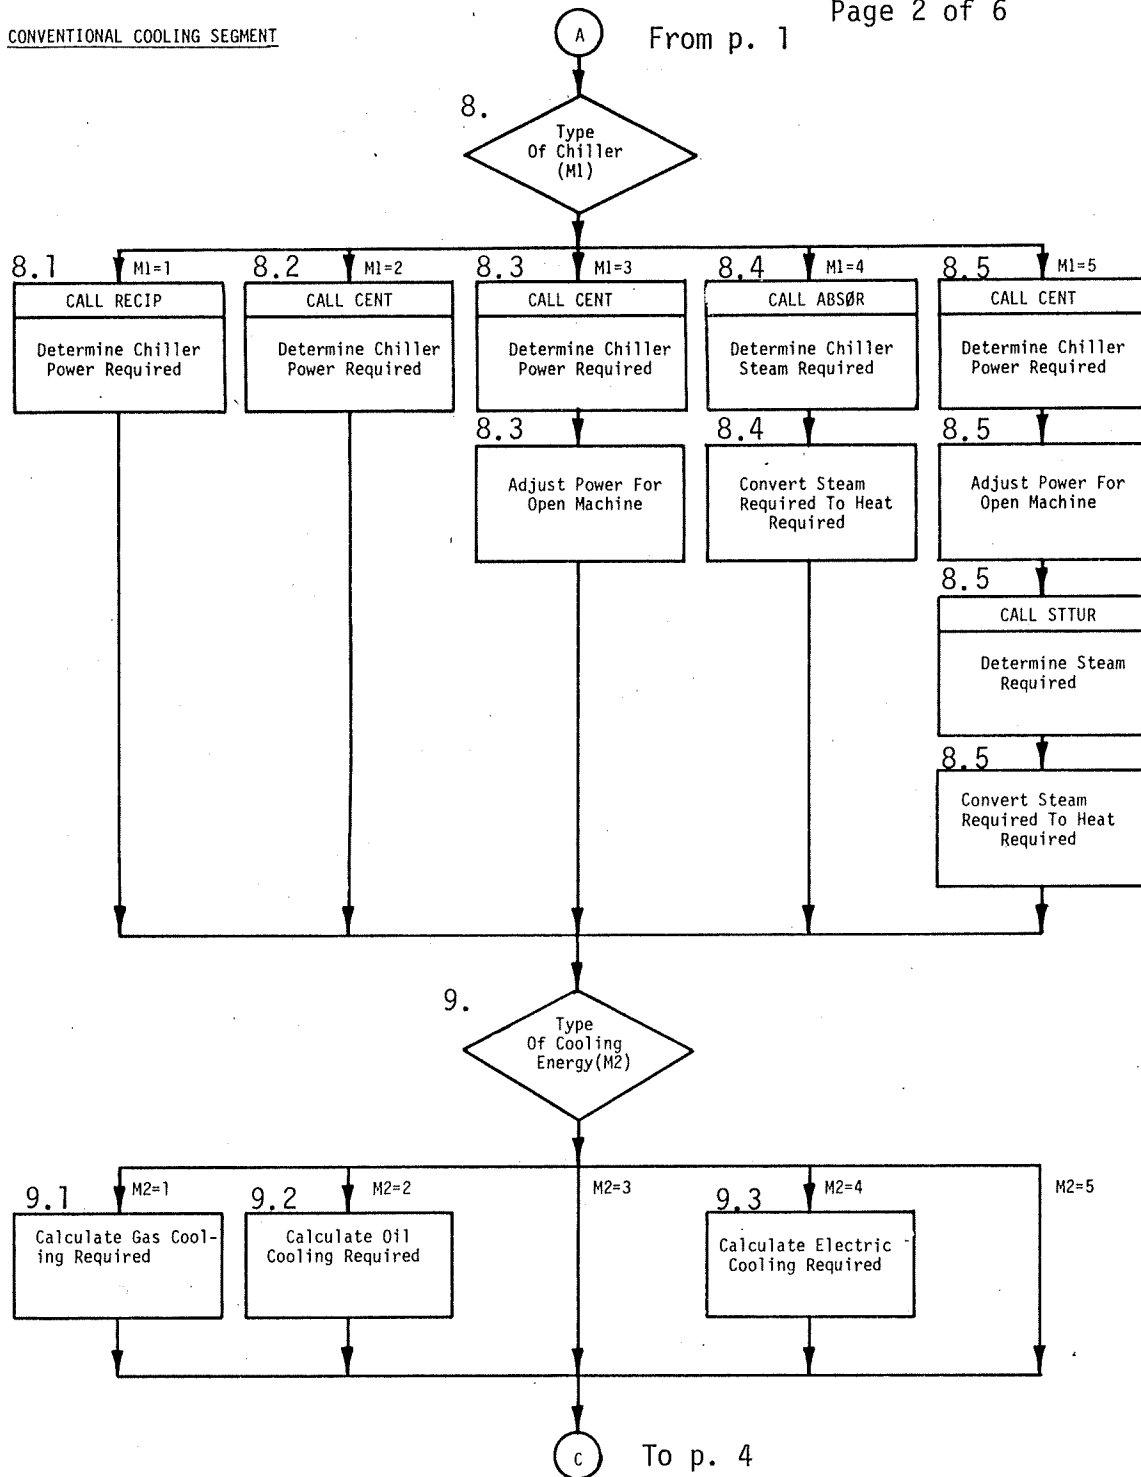 Page 2 of 6
CONVENTIONAL COOLING SEGMENT
A
From p. 1
8.
Type
Of Chiller
(M1)
8.1
M1=1
8.2
M1=2
8.3
M1=3
8.4
M1=4
8.5
M1=5
CALL RECIP
CALL CENT
CALL CENT
CALL ABSØR
CALL CENT
Determine Chiller
Power Required
Determine Chiller
Power Required
Determine Chiller
Power Required
Determine Chiller
Steam Required
Determine Chiller
Power Required
8.3
8.4
8.5
Adjust Power For
Open Machine
Convert Steam
Required To Heat
Required
Adjust Power For
Open Machine
8.5
CALL STTUR
Determine Steam
Required
8.5
Convert Steam
Required To Heat
Required
9.
Type
Of Cooling
Energy(M2)
9.1
M2=1
9.2
M2=2
M2=3
9.3
M2=4
M2=5
Calculate Gas Cool-
ing Required
Calculate Oil
Cooling Required
Calculate Electric
Cooling Required
C
To p. 4